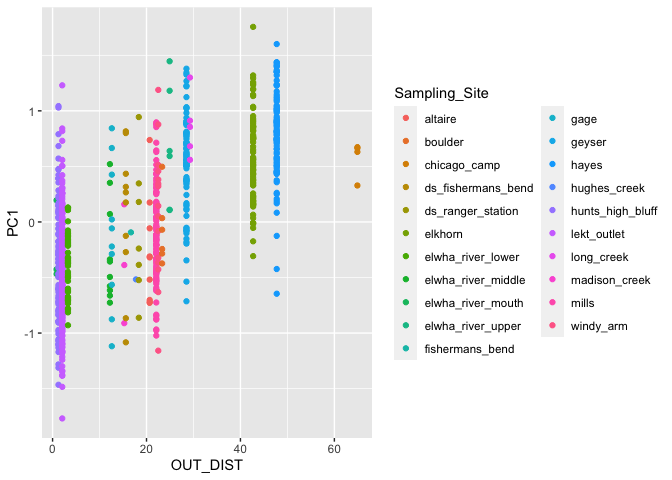 PC1
1
0
-1
0
20
40
60
OUT_DIST
Sampling_Site
altaire
boulder
chicago_camp
ds_fishermans_bend
ds_ranger_station
elkhorn
elwha_river_lower
elwha_river_middle
elwha_river_mouth
elwha_river_upper
fishermans_bend
gage
geyser
hayes
hughes_creek
hunts_high_bluff
lekt_outlet
long_creek
madison_creek
mills
windy_arm